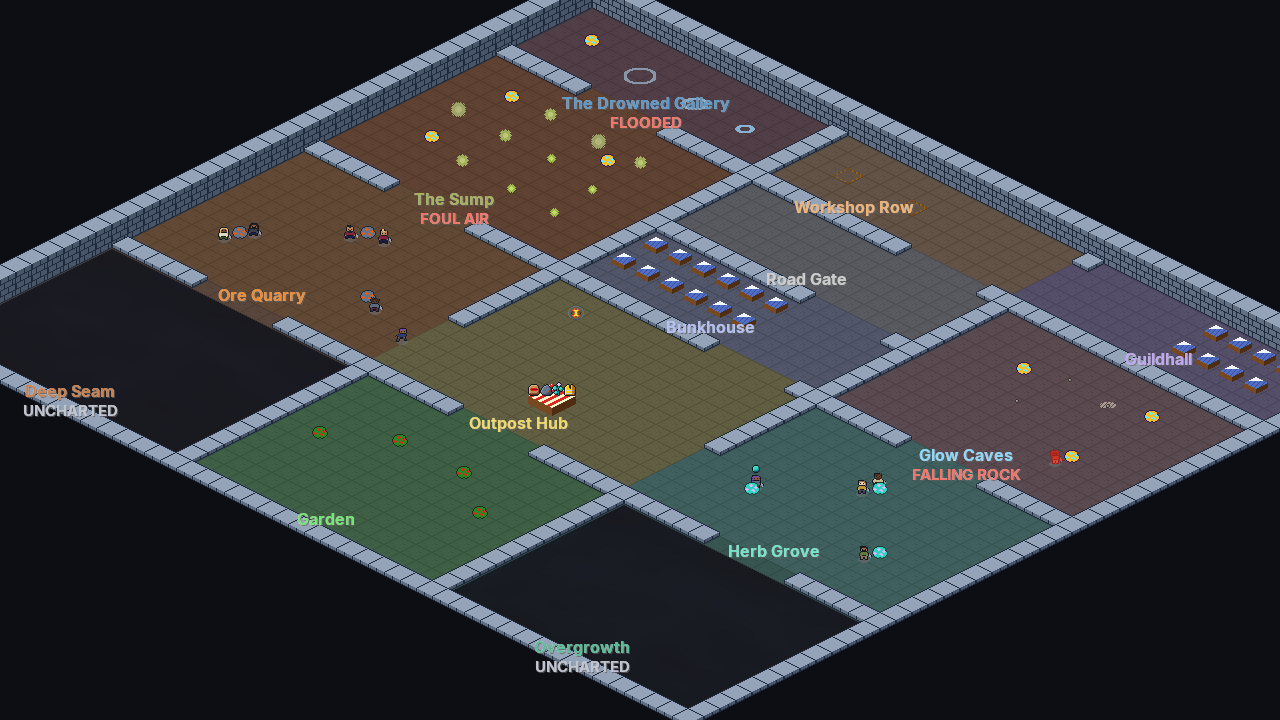 The Drowned Gallery
FLOODED
The Sump
FOUL AIR
Workshop Row
Road Gate
Ore Quarry
Bunkhouse
Guildhall
Deep Seam
UNCHARTED
Outpost Hub
Glow Caves
FALLING ROCK
Garden
Herb Grove
Overgrowth
UNCHARTED